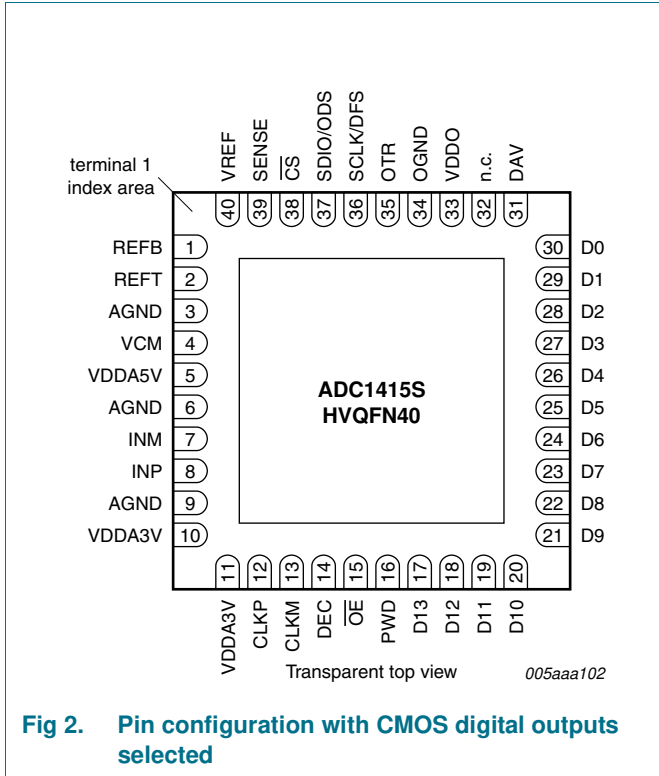 terminal 1
index area
VREF
SENSE
CS
SDIO/ODS
SCLK/DFS
OTR
OGND
VDDO
n.c.
DAV
40
39
38
37
36
35
34
33
32
31
REFB 1
REFT 2
AGND 3
VCM 4
VDDA5V 5
AGND 6
INM 7
INP 8
AGND 9
VDDA3V 10
30 D0
29 D1
28 D2
27 D3
26 D4
25 D5
24 D6
23 D7
22 D8
21 D9
ADC1415S
HVQFN40
11
12
13
14
15
16
17
18
19
20
VDDA3V
CLKP
CLKM
DEC
OE
PWD
D13
D12
D11
D10
Transparent top view
005aaa102
Fig 2. Pin configuration with CMOS digital outputs
selected